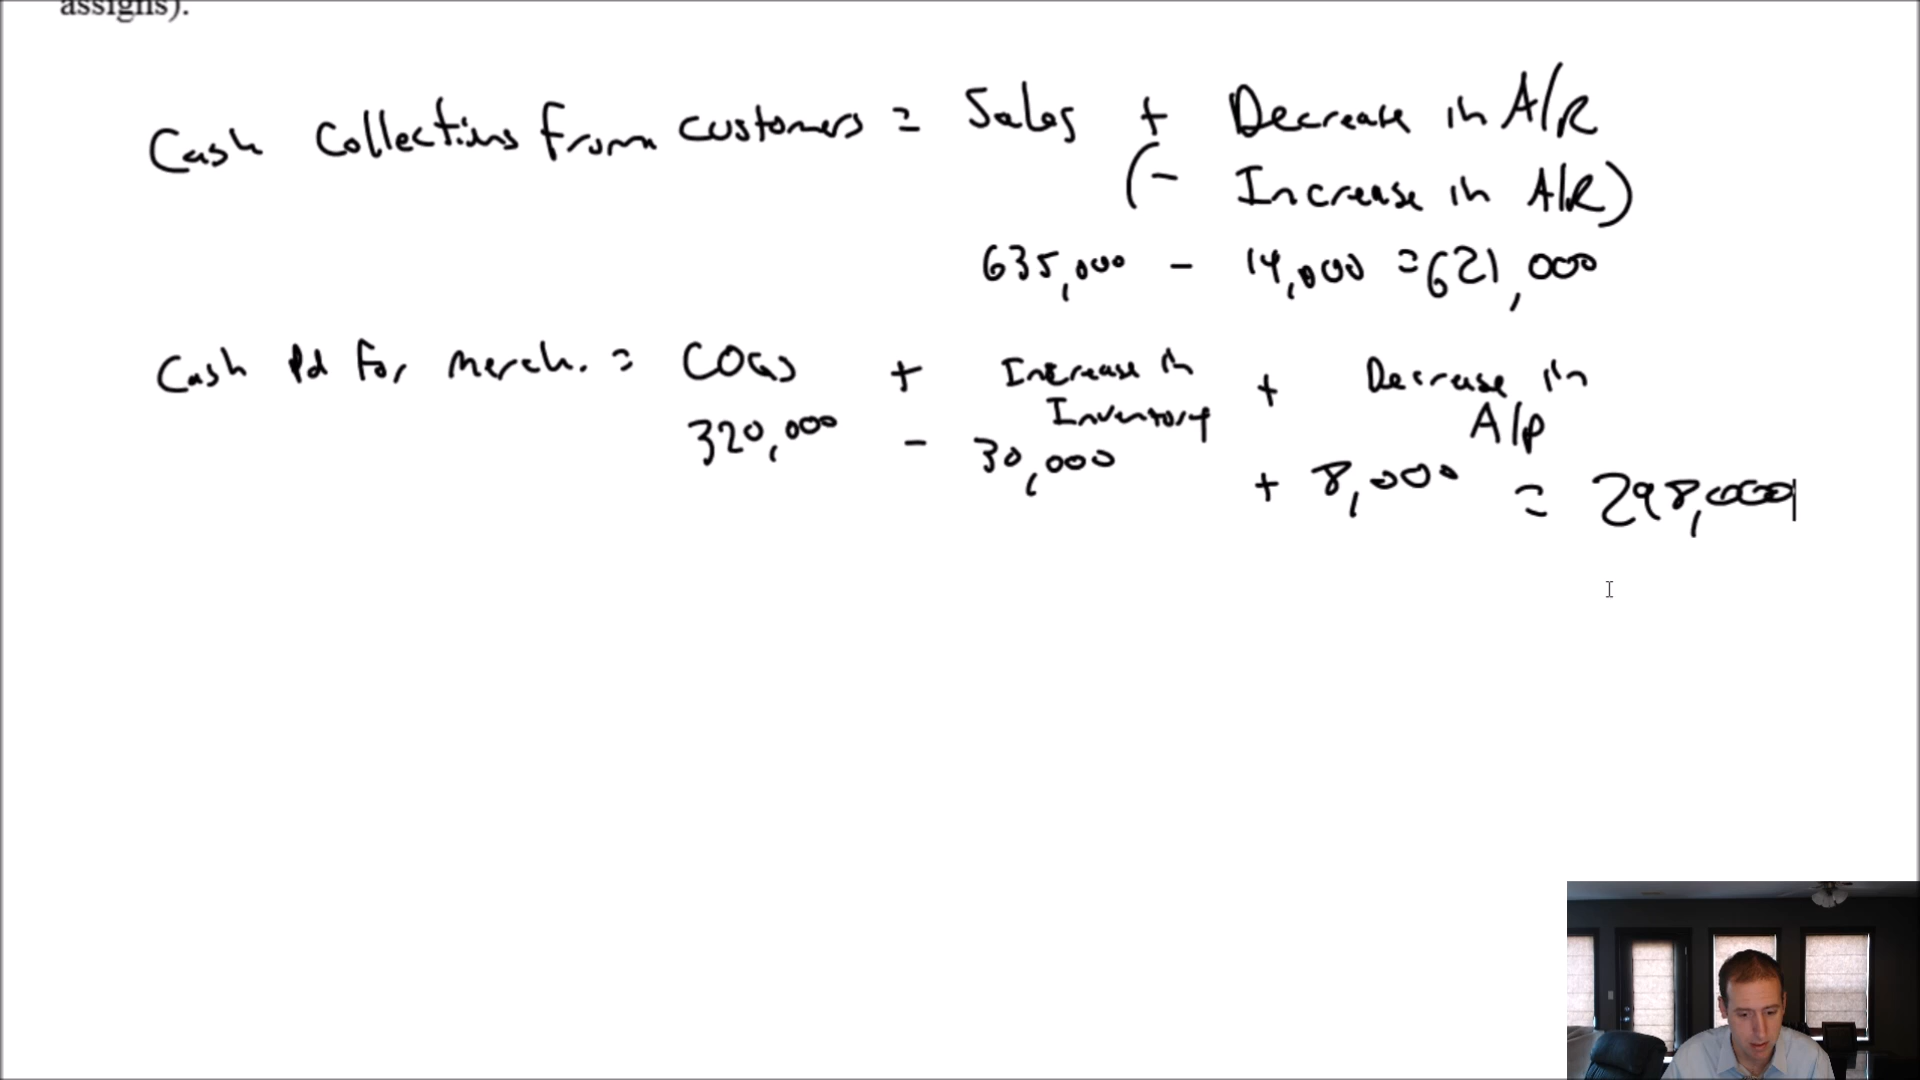 assigns).
Cash Collections from customers = Sales + Decrease in A/R
(- Increase in A/R)
635,000 - 14,000 = 621,000
Cash Pd for merch. = COGS + Increase in Inventory + Decrease in A/P
320,000 - 30,000 + 8,000 = 298,000